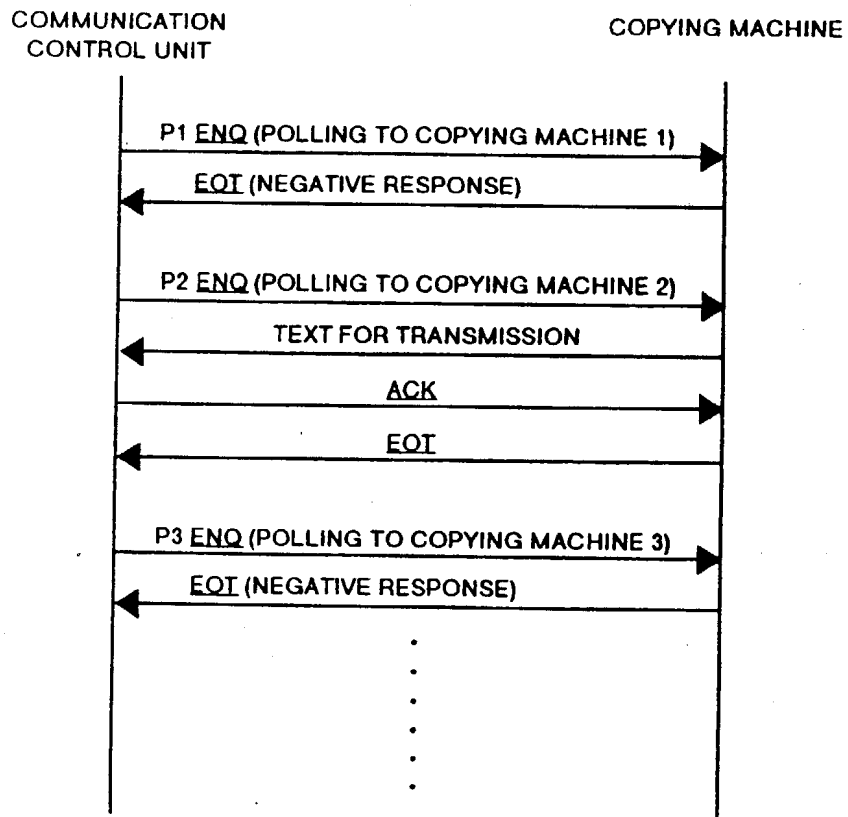 COMMUNICATION
CONTROL UNIT
COPYING MACHINE
P1 ENQ (POLLING TO COPYING MACHINE 1)
EOT (NEGATIVE RESPONSE)
P2 ENQ (POLLING TO COPYING MACHINE 2)
TEXT FOR TRANSMISSION
ACK
EOT
P3 ENQ (POLLING TO COPYING MACHINE 3)
EOT (NEGATIVE RESPONSE)